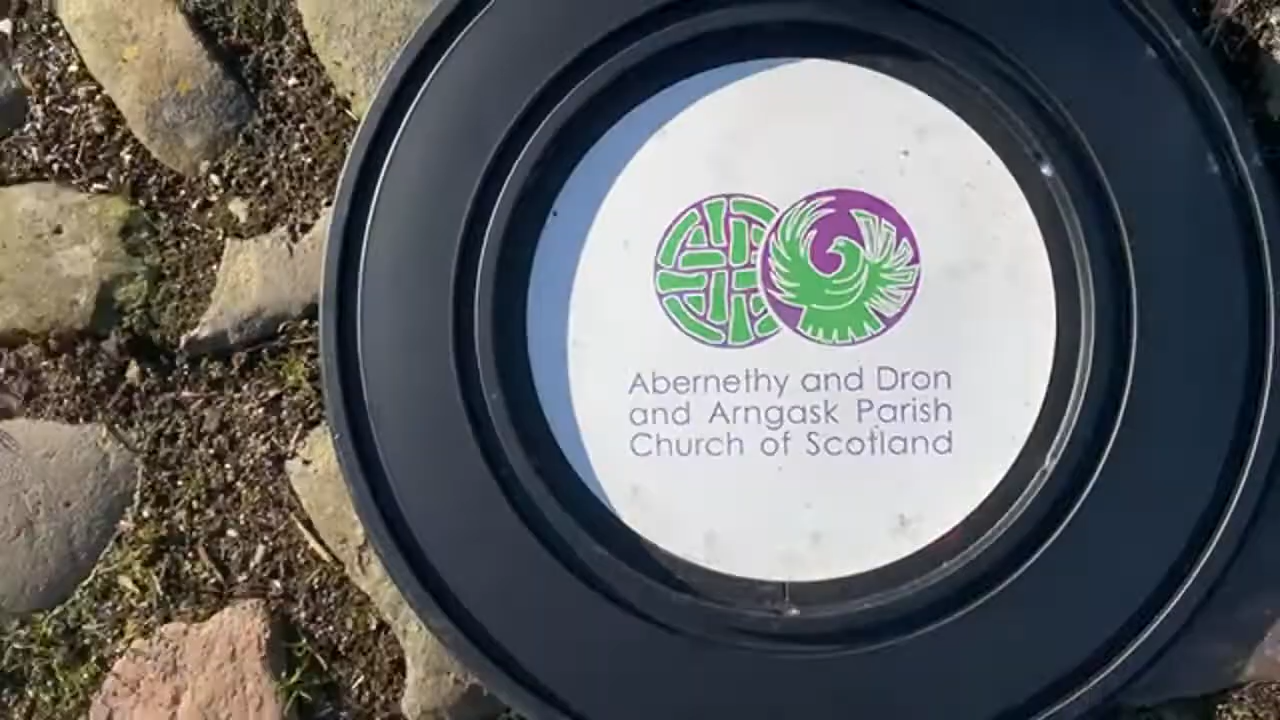 Abernethy and Dron
and Arngask Parish
Church of Scotland